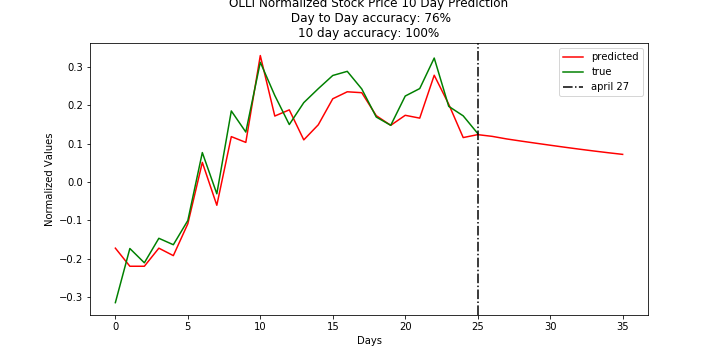 OLLI Normalized Stock Price 10 Day Prediction
Day to Day accuracy: 76%
10 day accuracy: 100%
predicted
true
april 27
Normalized Values
0.3
0.2
0.1
0.0
−0.1
−0.2
−0.3
0 5 10 15 20 25 30 35
Days